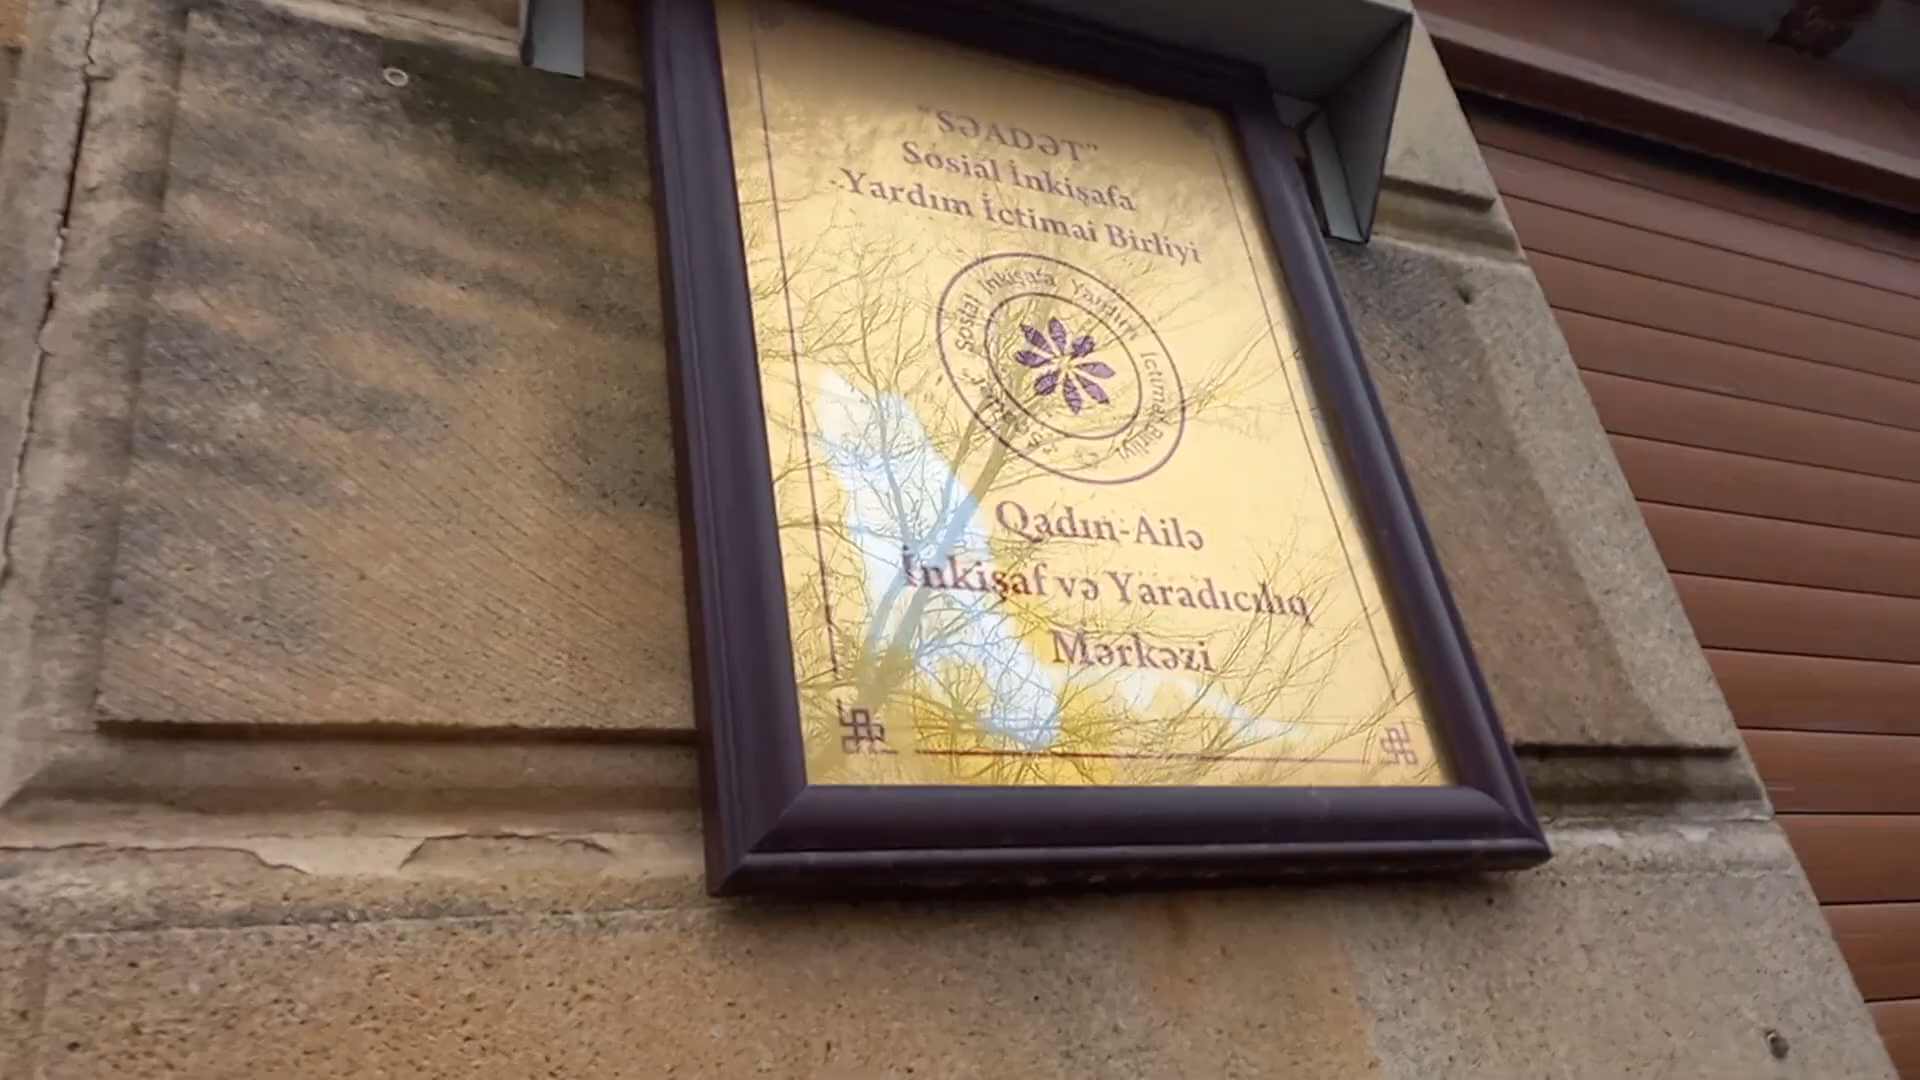 "SƏADƏT"
Sosial İnkişafa
Yardım İctimai Birliyi
Sosial İnkişafa Yardım İctimai Birliyi
Qadın-Ailə
İnkişaf və Yaradıcılıq
Mərkəzi